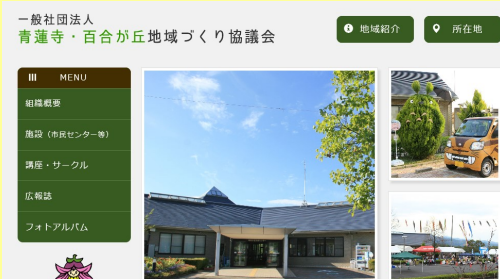 一般社団法人
青蓮寺・百合が丘地域づくり協議会
地域紹介
所在地
MENU
組織概要
施設（市民センター等）
講座・サークル
広報誌
フォトアルバム